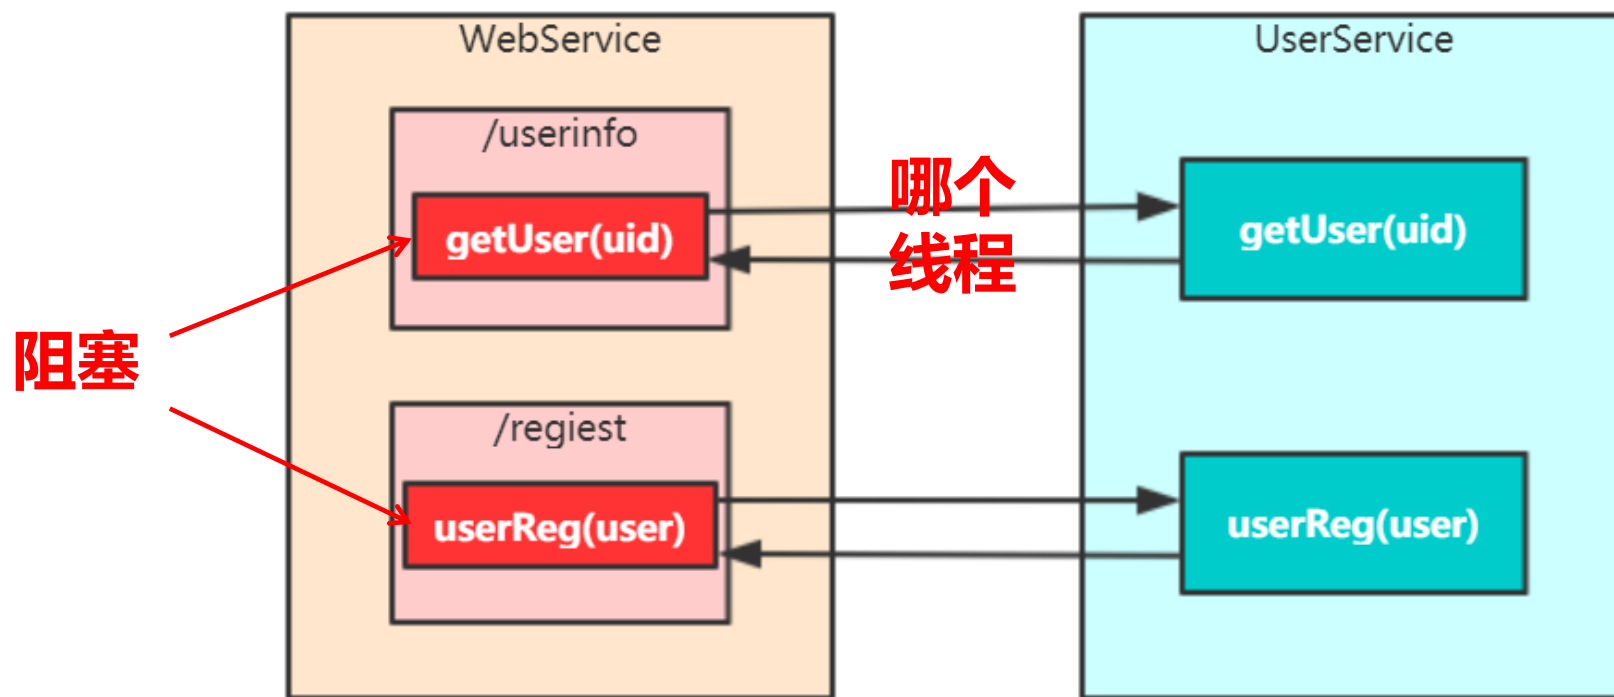 WebService
UserService
/userinfo
getUser(uid)
哪个
线程
getUser(uid)
阻塞
/regiest
userReg(user)
userReg(user)